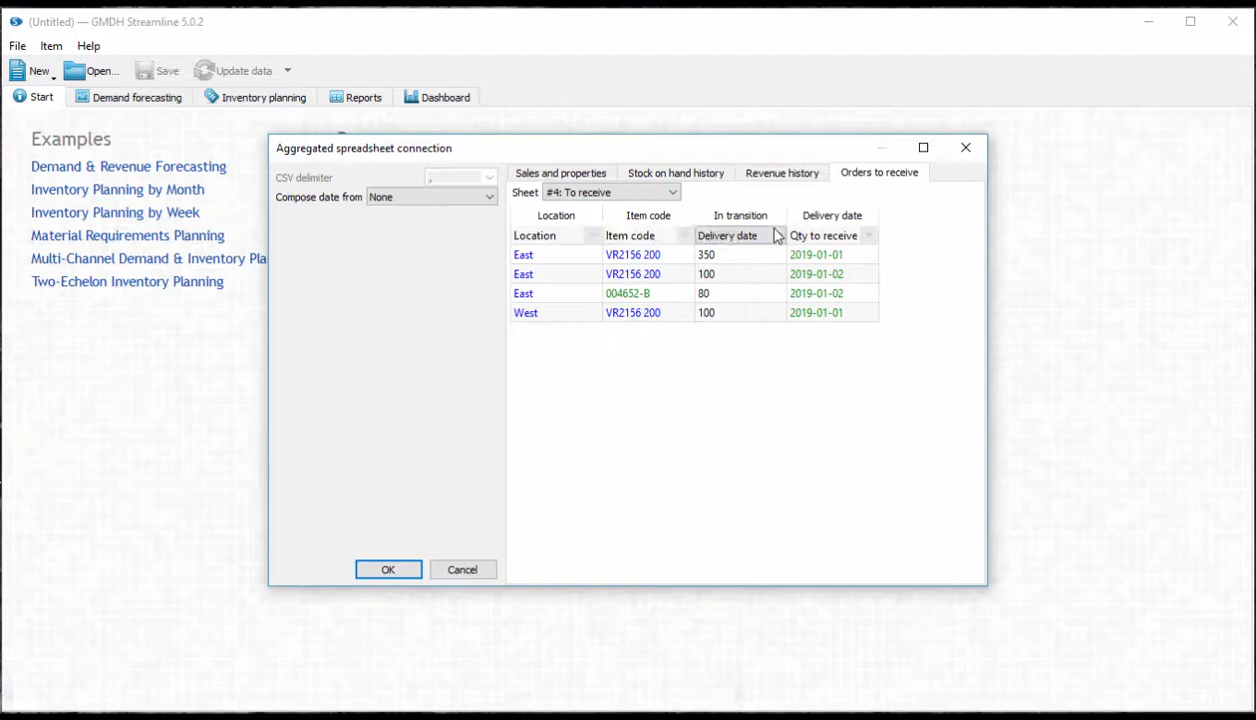 (Untitled) — GMDH Streamline 5.0.2
File Item Help
New Open... Save Update data
Start Demand forecasting Inventory planning Reports Dashboard
Examples
Demand & Revenue Forecasting
Inventory Planning by Month
Inventory Planning by Week
Material Requirements Planning
Multi-Channel Demand & Inventory Pla
Two-Echelon Inventory Planning
Aggregated spreadsheet connection
CSV delimiter ,
Compose date from None
Sales and properties Stock on hand history Revenue history Orders to receive
Sheet #4: To receive
Location Item code In transition Delivery date
Location Item code Delivery date Qty to receive
East VR2156 200 350 2019-01-01
East VR2156 200 100 2019-01-02
East 004652-B 80 2019-01-02
West VR2156 200 100 2019-01-01
OK Cancel